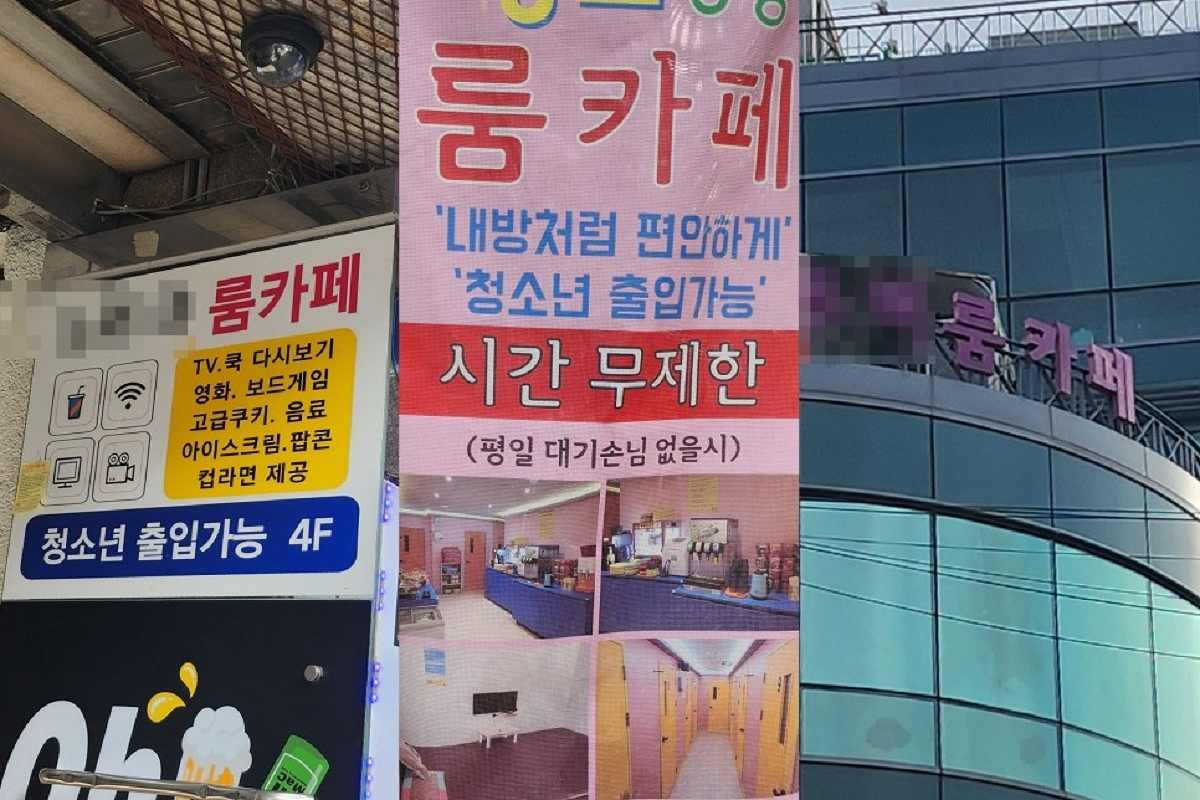 룸카페
TV.쿡 다시보기
영화. 보드게임
고급쿠키. 음료
아이스크림.팝콘
컵라면 제공
청소년 출입가능 4F
Oh
Mac
룸카페
'내방처럼 편안하게'
'청소년 출입가능'
시간 무제한
(평일 대기손님 없을시)
룸카페